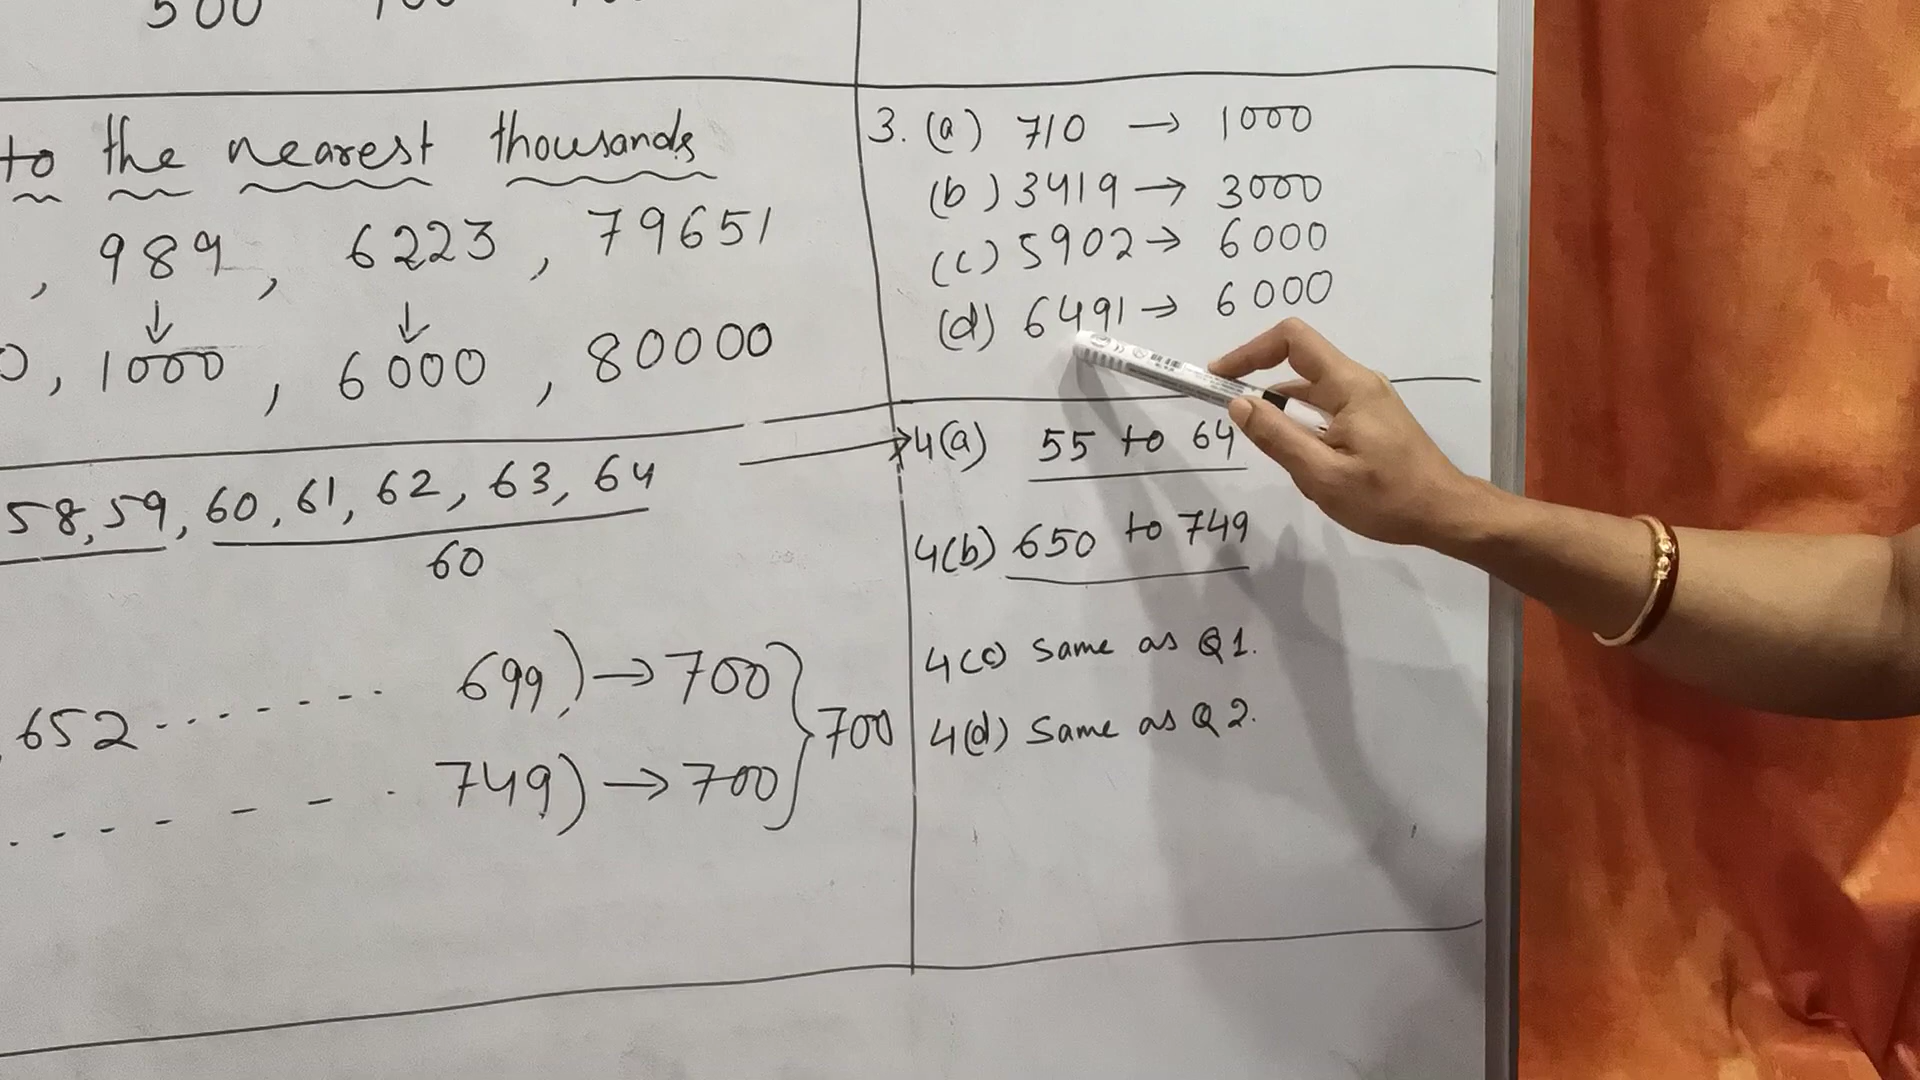 500
to the nearest thousands
, 989, 6223, 79651
↓ ↓
0, 1000, 6000, 80000
58, 59, 60, 61, 62, 63, 64
60
652 ....... 699) → 700
749) → 700
700
3. (a) 710 → 1000
(b) 3419 → 3000
(c) 5902 → 6000
(d) 6491 → 6000
→ 4(a) 55 to 64
4(b) 650 to 749
4(c) Same as Q1.
4(d) Same as Q2.